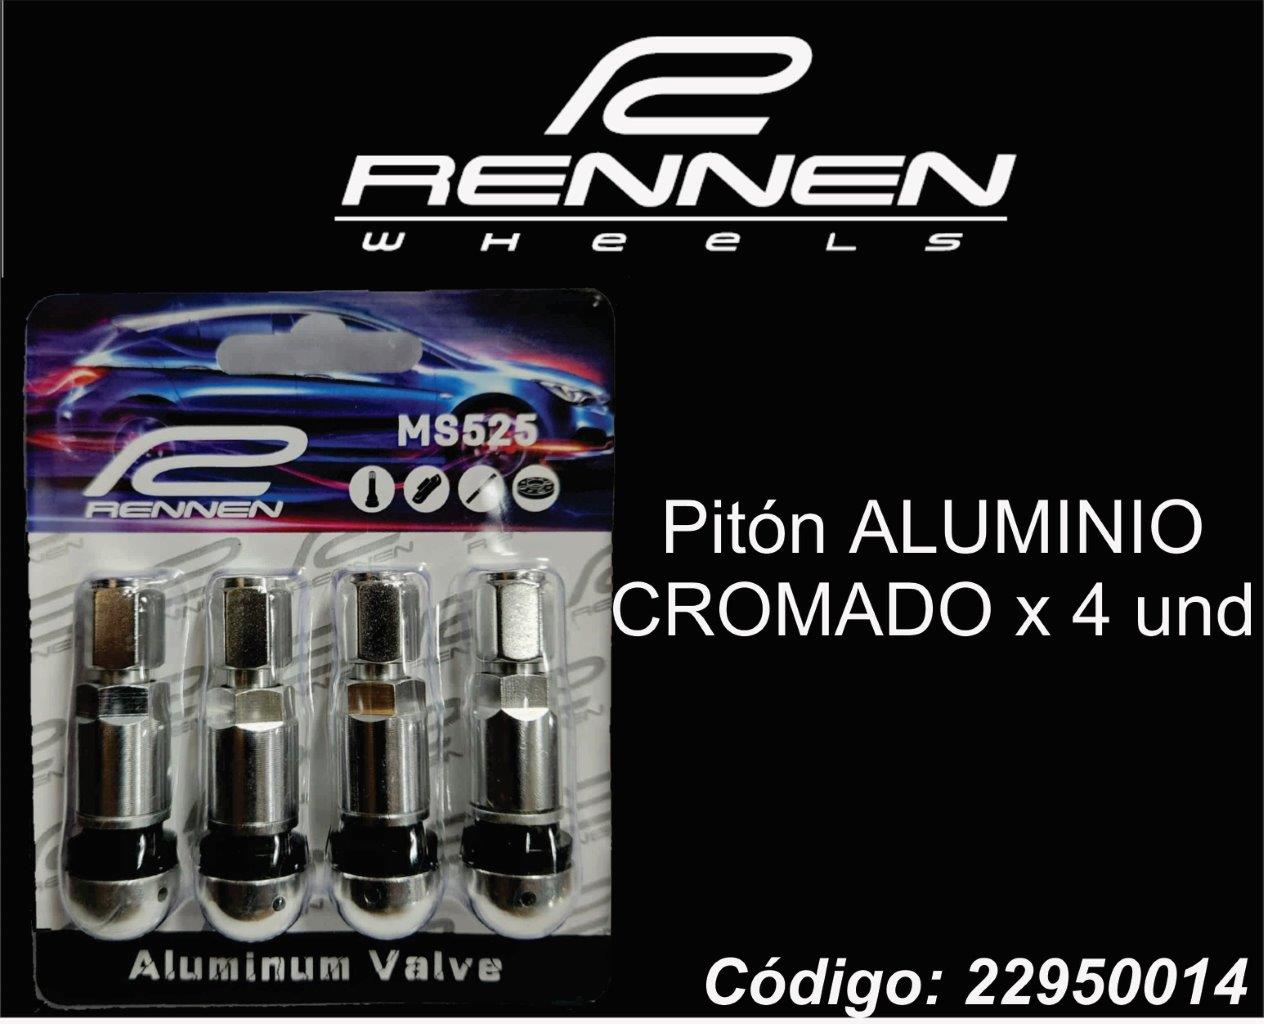 RENNEN
wheels
MS525
RENNEN
Pitón ALUMINIO
CROMADO x 4 und
Aluminum Valve
Código: 22950014